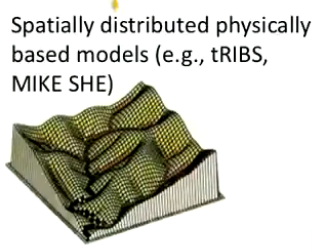 Spatially distributed physically
based models (e.g., tRIBS,
MIKE SHE)